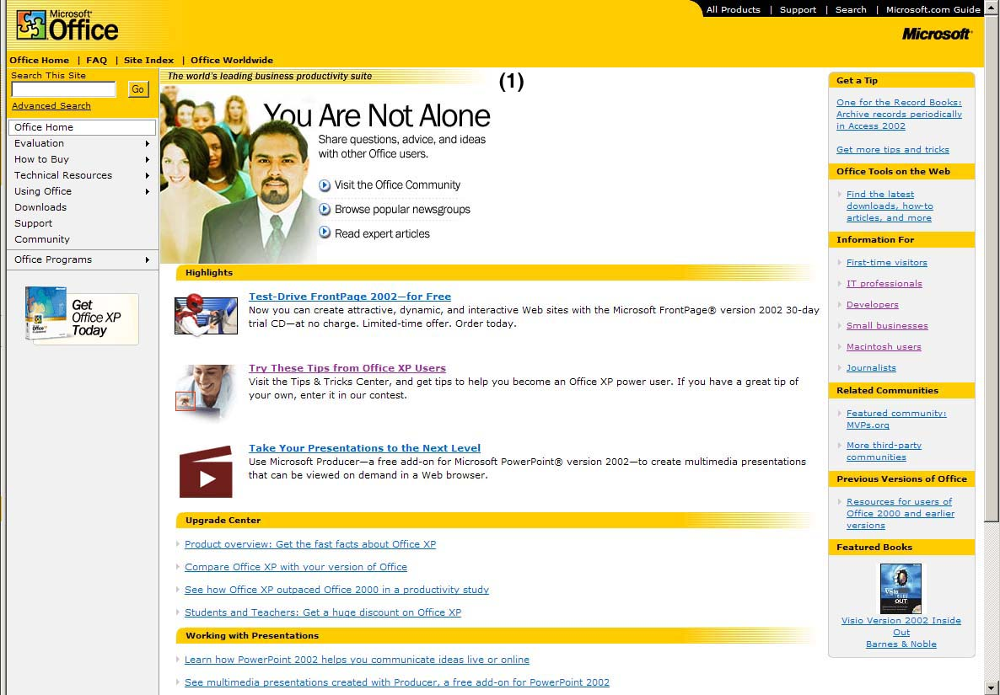 Microsoft
Office
All Products | Support | Search | Microsoft.com Guide
Microsoft
Office Home | FAQ | Site Index | Office Worldwide
Search This Site
Go
Advanced Search
Office Home
Evaluation
How to Buy
Technical Resources
Using Office
Downloads
Support
Community
Office Programs
Get
Office XP
Today
The world's leading business productivity suite
(1)
You Are Not Alone
Share questions, advice, and ideas
with other Office users.
Visit the Office Community
Browse popular newsgroups
Read expert articles
Highlights
Test-Drive FrontPage 2002—for Free
Now you can create attractive, dynamic, and interactive Web sites with the Microsoft FrontPage® version 2002 30-day
trial CD—at no charge. Limited-time offer. Order today.
Try These Tips from Office XP Users
Visit the Tips & Tricks Center, and get tips to help you become an Office XP power user. If you have a great tip of
your own, enter it in our contest.
Take Your Presentations to the Next Level
Use Microsoft Producer—a free add-on for Microsoft PowerPoint® version 2002—to create multimedia presentations
that can be viewed on demand in a Web browser.
Upgrade Center
Product overview: Get the fast facts about Office XP
Compare Office XP with your version of Office
See how Office XP outpaced Office 2000 in a productivity study
Students and Teachers: Get a huge discount on Office XP
Working with Presentations
Learn how PowerPoint 2002 helps you communicate ideas live or online
See multimedia presentations created with Producer, a free add-on for PowerPoint 2002
Get a Tip
One for the Record Books:
Archive records periodically
in Access 2002
Get more tips and tricks
Office Tools on the Web
Find the latest
downloads, how-to
articles, and more
Information For
First-time visitors
IT professionals
Developers
Small businesses
Macintosh users
Journalists
Related Communities
Featured community:
MVPs.org
More third-party
communities
Previous Versions of Office
Resources for users of
Office 2000 and earlier
versions
Featured Books
Visio
OUT
Visio Version 2002 Inside
Out
Barnes & Noble